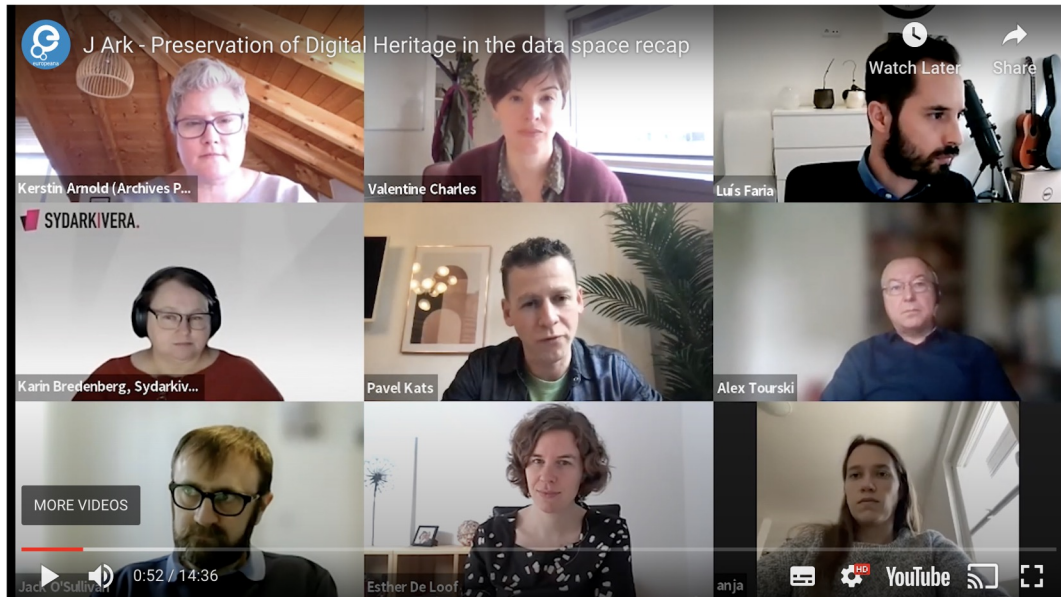 J Ark - Preservation of Digital Heritage in the data space recap
europeana
Watch Later
Share
Kerstin Arnold (Archives P...
Valentine Charles
Luís Faria
SYDARKIVERA.
Karin Bredenberg, Sydarkiv...
Pavel Kats
Alex Tourski
MORE VIDEOS
Jack O'Sullivan
Esther De Loof
anja
0:52 / 14:36
HD
YouTube